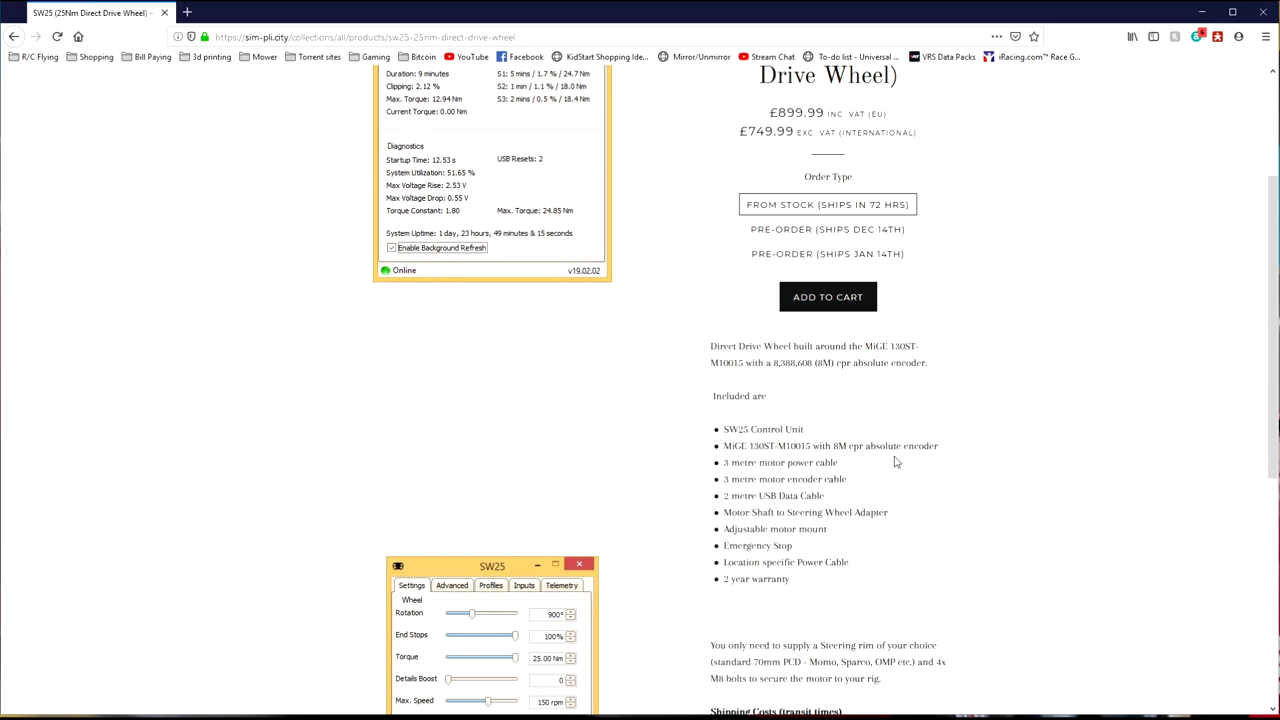 SW25 (25Nm Direct Drive Wheel) –
https://sim-pli.city/collections/all/products/sw25-25nm-direct-drive-wheel
6
R/C Flying Shopping Bill Paying 3d printing Mower Torrent sites Gaming Bitcoin YouTube Facebook KidStart Shopping Ide... Mirror/Unmirror Stream Chat To-do list - Universal ... VRS Data Packs iRacing.com™ Race G...
Duration: 9 minutes S1: 5 mins / 1.7 % / 24.7 Nm
Clipping: 2.12 % S2: 1 min / 1.1 % / 18.0 Nm
Max. Torque: 12.94 Nm S3: 2 mins / 0.5 % / 18.4 Nm
Current Torque: 0.00 Nm
Diagnostics
Startup Time: 12.53 s USB Resets: 2
System Utilization: 51.65 %
Max Voltage Rise: 2.53 V
Max Voltage Drop: 0.55 V
Torque Constant: 1.80 Max. Torque: 24.85 Nm
System Uptime: 1 day, 23 hours, 49 minutes & 15 seconds
Enable Background Refresh
Online v19.02.02
Drive Wheel)
£899.99 INC. VAT (EU)
£749.99 EXC. VAT (INTERNATIONAL)
Order Type
FROM STOCK (SHIPS IN 72 HRS)
PRE-ORDER (SHIPS DEC 14TH)
PRE-ORDER (SHIPS JAN 14TH)
ADD TO CART
Direct Drive Wheel built around the MiGE 130ST-
M10015 with a 8,388,608 (8M) cpr absolute encoder.
Included are
● SW25 Control Unit
● MiGE 130ST-M10015 with 8M cpr absolute encoder
● 3 metre motor power cable
● 3 metre motor encoder cable
● 2 metre USB Data Cable
● Motor Shaft to Steering Wheel Adapter
● Adjustable motor mount
● Emergency Stop
● Location specific Power Cable
● 2 year warranty
You only need to supply a Steering rim of your choice
(standard 70mm PCD - Momo, Sparco, OMP etc.) and 4x
M8 bolts to secure the motor to your rig.
Shipping Costs (transit times)
SW25
Settings Advanced Profiles Inputs Telemetry
Wheel
Rotation 900°
End Stops 100%
Torque 25.00 Nm
Details Boost 0
Max. Speed 150 rpm